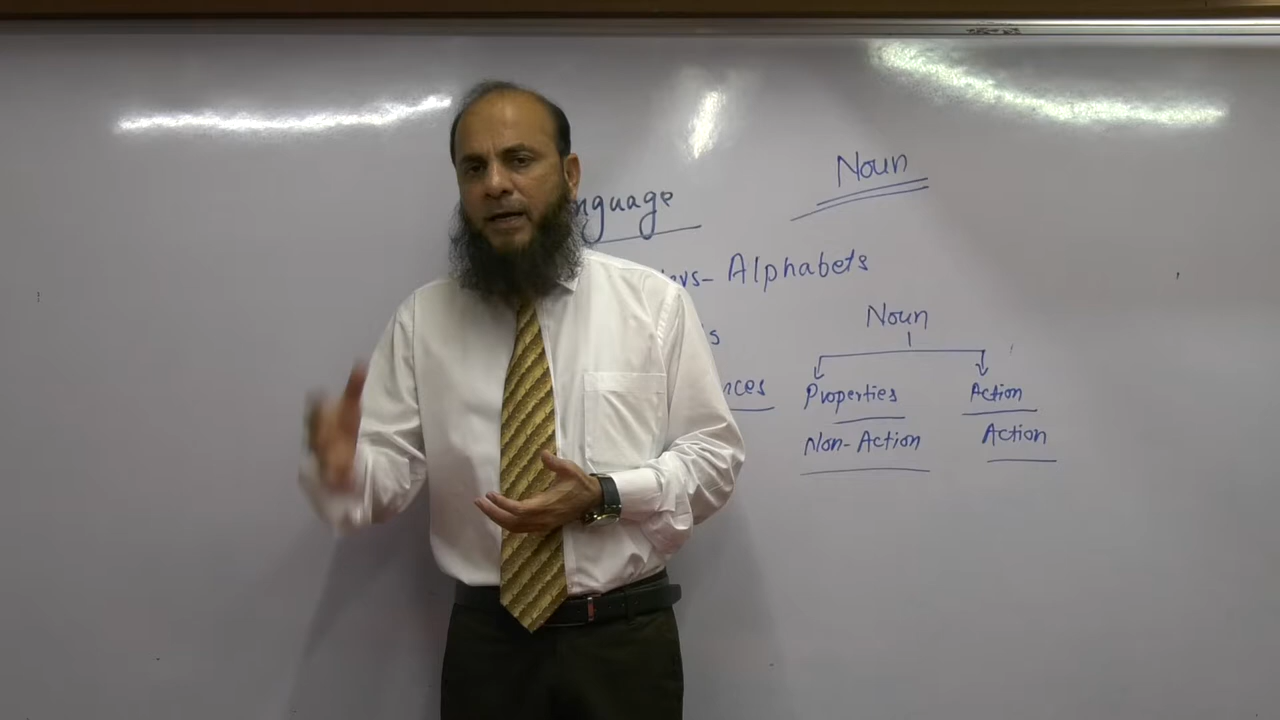 Noun
nguage
ers- Alphabets
s
nces
Noun
Properties Action
Non-Action Action